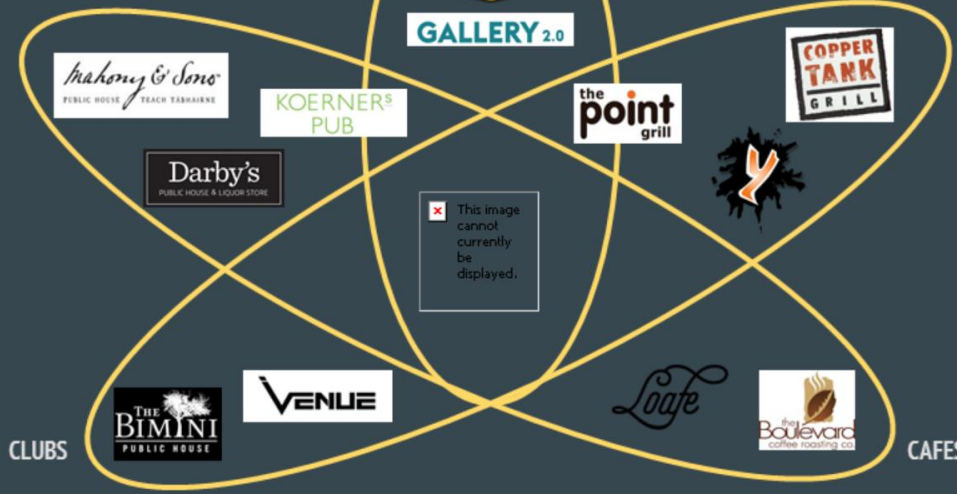 GALLERY 2.0
Mahony & Sons
PUBLIC HOUSE TEACH TÁBHAIRNE
KOERNERS
PUB
the
point
grill
COPPER
TANK
GRILL
Darby's
PUBLIC HOUSE & LIQUOR STORE
Y
This image
cannot
currently
be
displayed.
THE
BIMINI
PUBLIC HOUSE
VENUE
Loafe
the
Boulevard
coffee roasting co.
CLUBS
CAFES